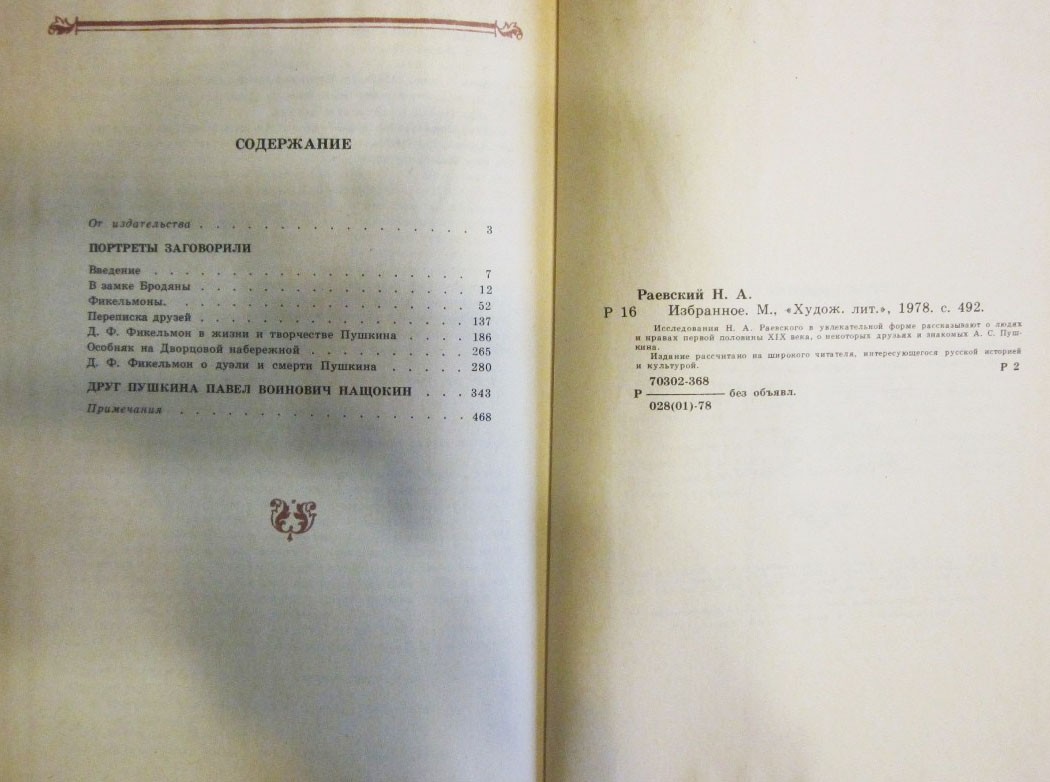 СОДЕРЖАНИЕ
От издательства . . . . . . . . . . . . . . . . . . 3
ПОРТРЕТЫ ЗАГОВОРИЛИ
Введение . . . . . . . . . . . . . . . . . . . . 7
В замке Бродяны . . . . . . . . . . . . . . . . . 12
Фикельмоны. . . . . . . . . . . . . . . . . . . 52
Переписка друзей . . . . . . . . . . . . . . . . . 137
Д. Ф. Фикельмон в жизни и творчестве Пушкина . . . . 186
Особняк на Дворцовой набережной . . . . . . . . . . 265
Д. Ф. Фикельмон о дуэли и смерти Пушкина . . . . . 280
ДРУГ ПУШКИНА ПАВЕЛ ВОИНОВИЧ НАЩОКИН . . . 343
Примечания . . . . . . . . . . . . . . . . . . 468
Раевский Н. А.
Р 16 Избранное. М., «Худож. лит.», 1978. с. 492.
Исследования Н. А. Раевского в увлекательной форме рассказывают о людях
и нравах первой половины XIX века, о некоторых друзьях и знакомых А. С. Пуш-
кина.
Издание рассчитано на широкого читателя, интересующегося русской историей
и культурой. Р 2
70302-368
Р ———— без объявл.
028(01)-78